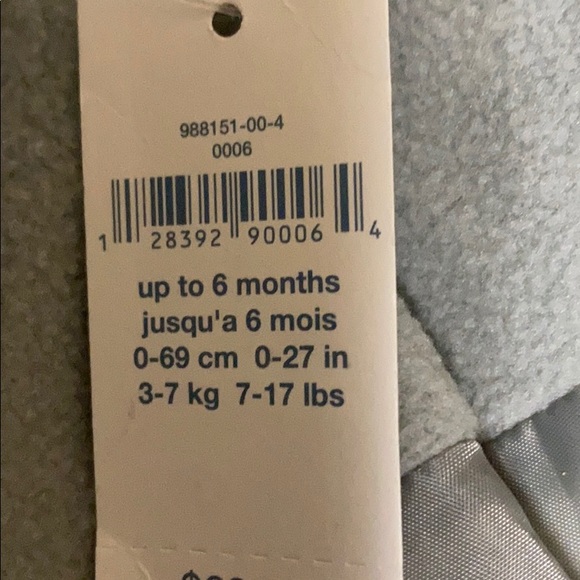 988151-00-4
0006
1 28392 90006 4
up to 6 months
jusqu'a 6 mois
0-69 cm 0-27 in
3-7 kg 7-17 lbs